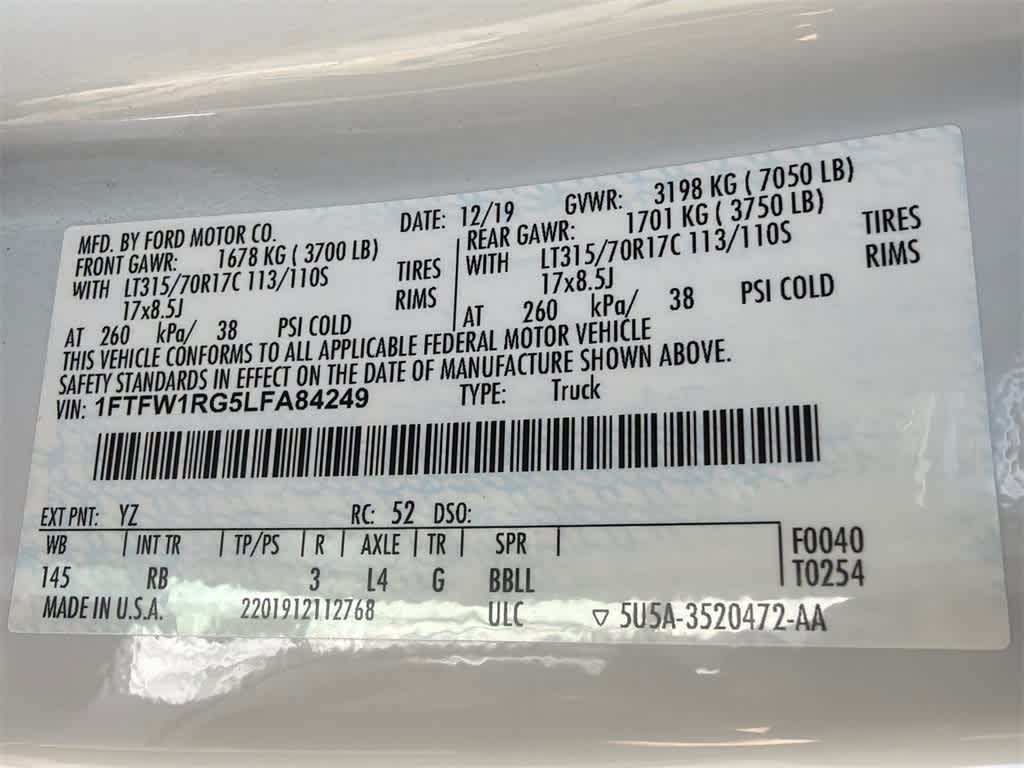 MFD. BY FORD MOTOR CO. DATE: 12/19 GVWR: 3198 KG ( 7050 LB)
FRONT GAWR: 1678 KG ( 3700 LB) REAR GAWR: 1701 KG ( 3750 LB)
WITH LT315/70R17C 113/110S TIRES WITH LT315/70R17C 113/110S TIRES
17x8.5J RIMS 17x8.5J RIMS
AT 260 kPa/ 38 PSI COLD AT 260 kPa/ 38 PSI COLD
THIS VEHICLE CONFORMS TO ALL APPLICABLE FEDERAL MOTOR VEHICLE
SAFETY STANDARDS IN EFFECT ON THE DATE OF MANUFACTURE SHOWN ABOVE.
VIN: 1FTFW1RG5LFA84249 TYPE: Truck
EXT PNT: YZ RC: 52 DSO:
WB INT TR TP/PS R AXLE TR SPR F0040
145 RB 3 L4 G BBLL T0254
MADE IN U.S.A. 2201912112768 ULC ▽ 5U5A-3520472-AA